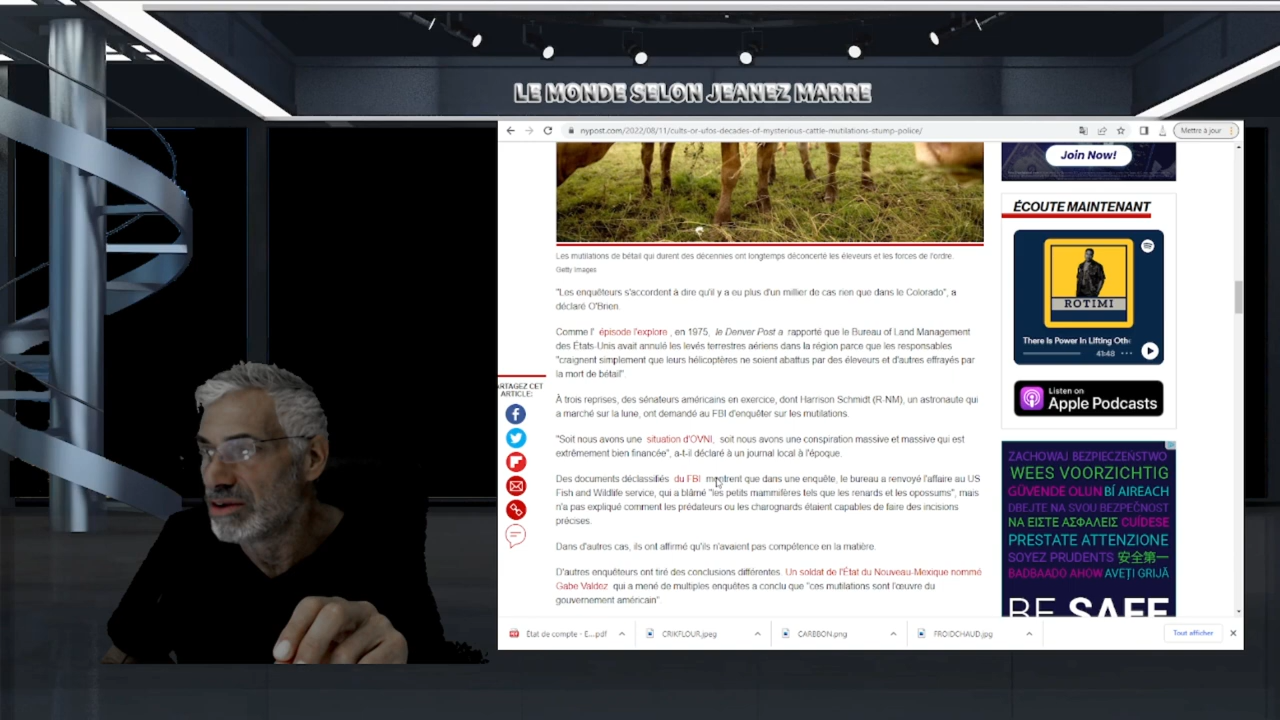 LE MONDE SELON JEANEZ MARRE
nypost.com/2022/08/11/cults-or-ufos-decades-of-mysterious-cattle-mutilations-stump-police/
Mettre à jour
Join Now!
Les mutilations de bétail qui durent des décennies ont longtemps déconcerté les éleveurs et les forces de l'ordre.
Getty Images
"Les enquêteurs s'accordent à dire qu'il y a eu plus d'un millier de cas rien que dans le Colorado", a
déclaré O'Brien.
Comme l' épisode l'explore , en 1975, le Denver Post a rapporté que le Bureau of Land Management
des États-Unis avait annulé les levés terrestres aériens dans la région parce que les responsables
"craignent simplement que leurs hélicoptères ne soient abattus par des éleveurs et d'autres effrayés par
la mort de bétail".
À trois reprises, des sénateurs américains en exercice, dont Harrison Schmidt (R-NM), un astronaute qui
a marché sur la lune, ont demandé au FBI d'enquêter sur les mutilations.
"Soit nous avons une situation d'OVNI, soit nous avons une conspiration massive et massive qui est
extrêmement bien financée", a-t-il déclaré à un journal local à l'époque.
Des documents déclassifiés du FBI montrent que dans une enquête, le bureau a renvoyé l'affaire au US
Fish and Wildlife service, qui a blâmé "les petits mammifères tels que les renards et les opossums", mais
n'a pas expliqué comment les prédateurs ou les charognards étaient capables de faire des incisions
précises.
Dans d'autres cas, ils ont affirmé qu'ils n'avaient pas compétence en la matière.
D'autres enquêteurs ont tiré des conclusions différentes. Un soldat de l'État du Nouveau-Mexique nommé
Gabe Valdez qui a mené de multiples enquêtes a conclu que "ces mutilations sont l'œuvre du
gouvernement américain".
ARTAGEZ CET
ARTICLE:
ÉCOUTE MAINTENANT
ROTIMI
There Is Power In Lifting Oth
41:48
Listen on
Apple Podcasts
ZACHOWAJ BEZPIECZEŃSTWO
WEES VOORZICHTIG
GÜVENDE OLUN BÍ AIREACH
DBEJTE NA SVOU BEZPEČNOST
ΝΑ ΕΙΣΤΕ ΑΣΦΑΛΕΙΣ CUÍDESE
PRESTATE ATTENZIONE
SOYEZ PRUDENTS 安全第一
BADBAADO AHOW AVEȚI GRIJĂ
BE SAFE
Etat de compte - E...pdf
CRIKFLOUR.jpeg
CARBBON.png
FROIDCHAUD.jpg
Tout afficher